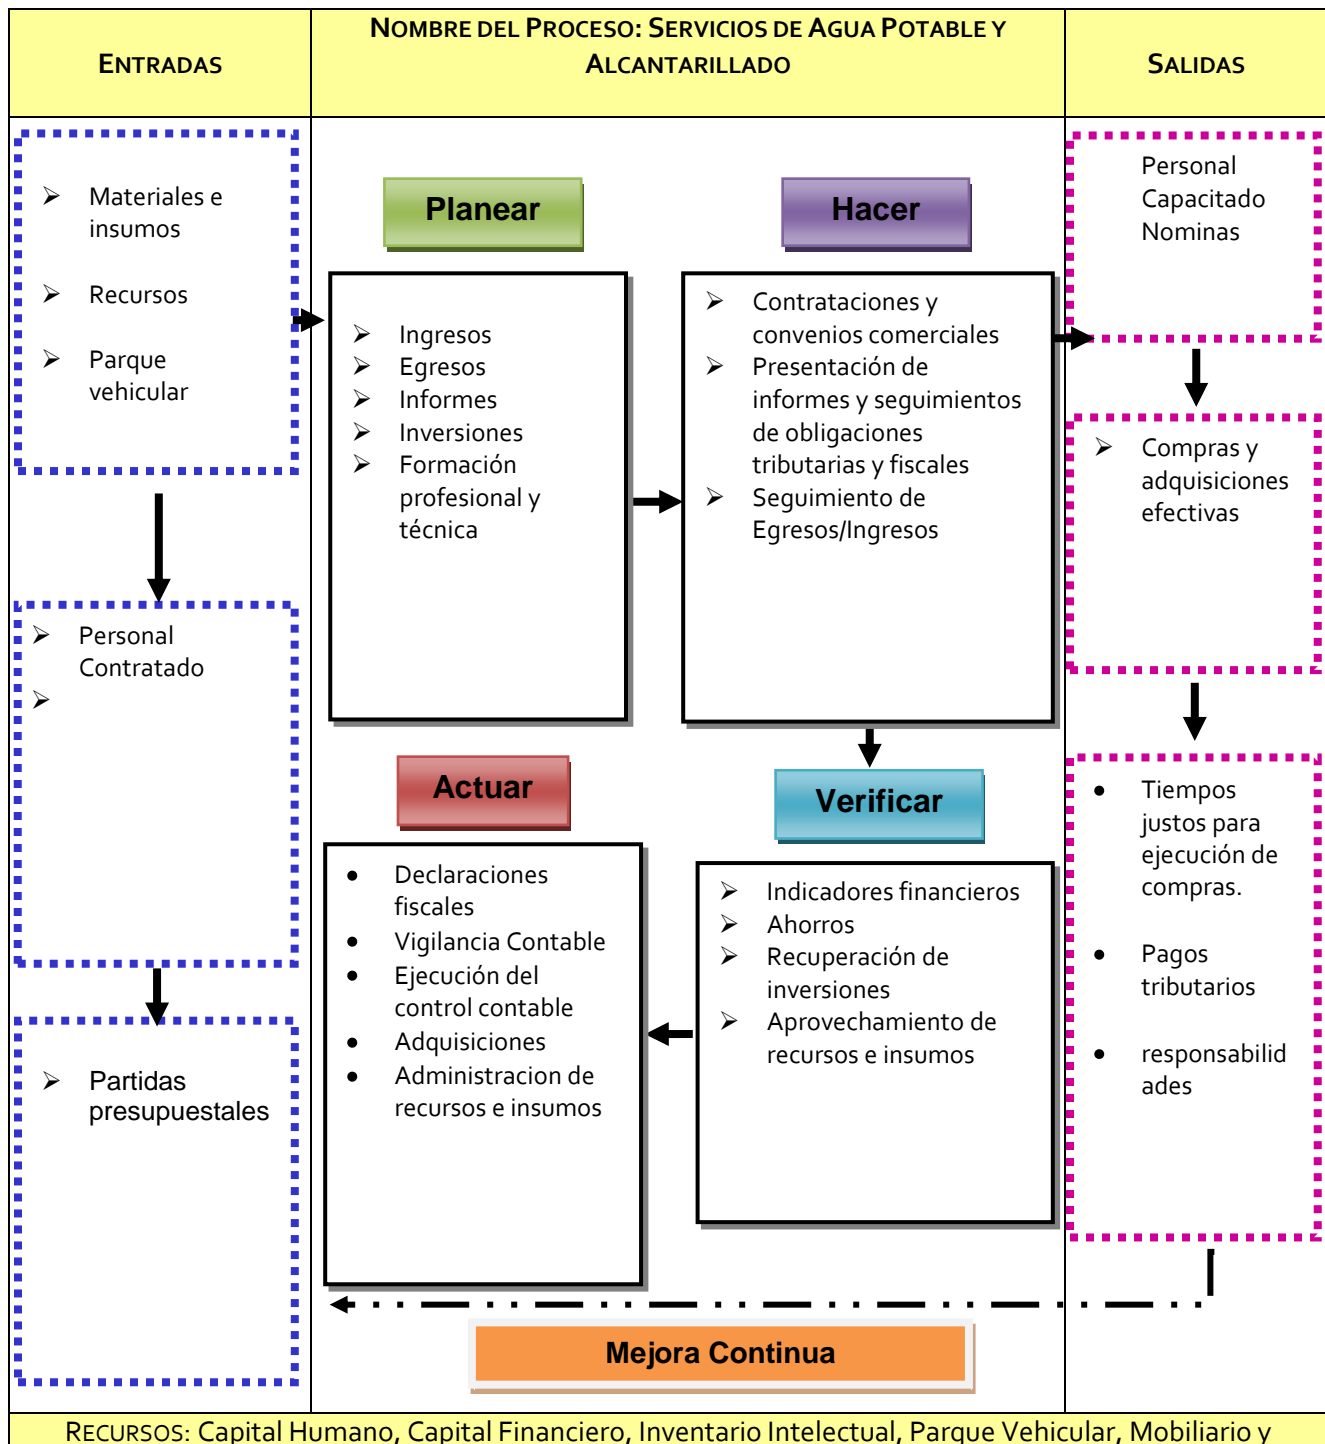 ENTRADAS
NOMBRE DEL PROCESO: SERVICIOS DE AGUA POTABLE Y
ALCANTARILLADO
SALIDAS
➢ Materiales e
insumos
➢ Recursos
➢ Parque
vehicular
➢ Personal
Contratado
➢
➢ Partidas
presupuestales
Planear
➢ Ingresos
➢ Egresos
➢ Informes
➢ Inversiones
➢ Formación
profesional y
técnica
Hacer
➢ Contrataciones y
convenios comerciales
➢ Presentación de
informes y seguimientos
de obligaciones
tributarias y fiscales
➢ Seguimiento de
Egresos/Ingresos
Actuar
• Declaraciones
fiscales
• Vigilancia Contable
• Ejecución del
control contable
• Adquisiciones
• Administracion de
recursos e insumos
Verificar
➢ Indicadores financieros
➢ Ahorros
➢ Recuperación de
inversiones
➢ Aprovechamiento de
recursos e insumos
Personal
Capacitado
Nominas
➢ Compras y
adquisiciones
efectivas
• Tiempos
justos para
ejecución de
compras.
• Pagos
tributarios
• responsabilid
ades
Mejora Continua
RECURSOS: Capital Humano, Capital Financiero, Inventario Intelectual, Parque Vehicular, Mobiliario y